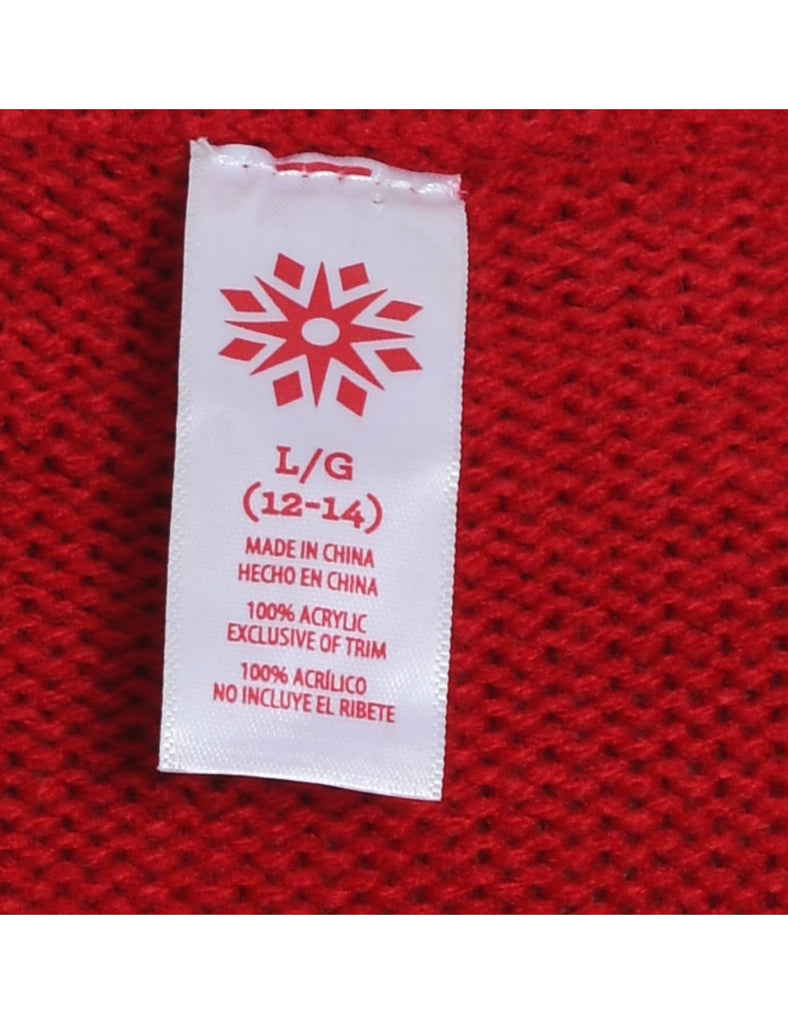 L/G
(12-14)
MADE IN CHINA
HECHO EN CHINA
100% ACRYLIC
EXCLUSIVE OF TRIM
100% ACRÍLICO
NO INCLUYE EL RIBETE